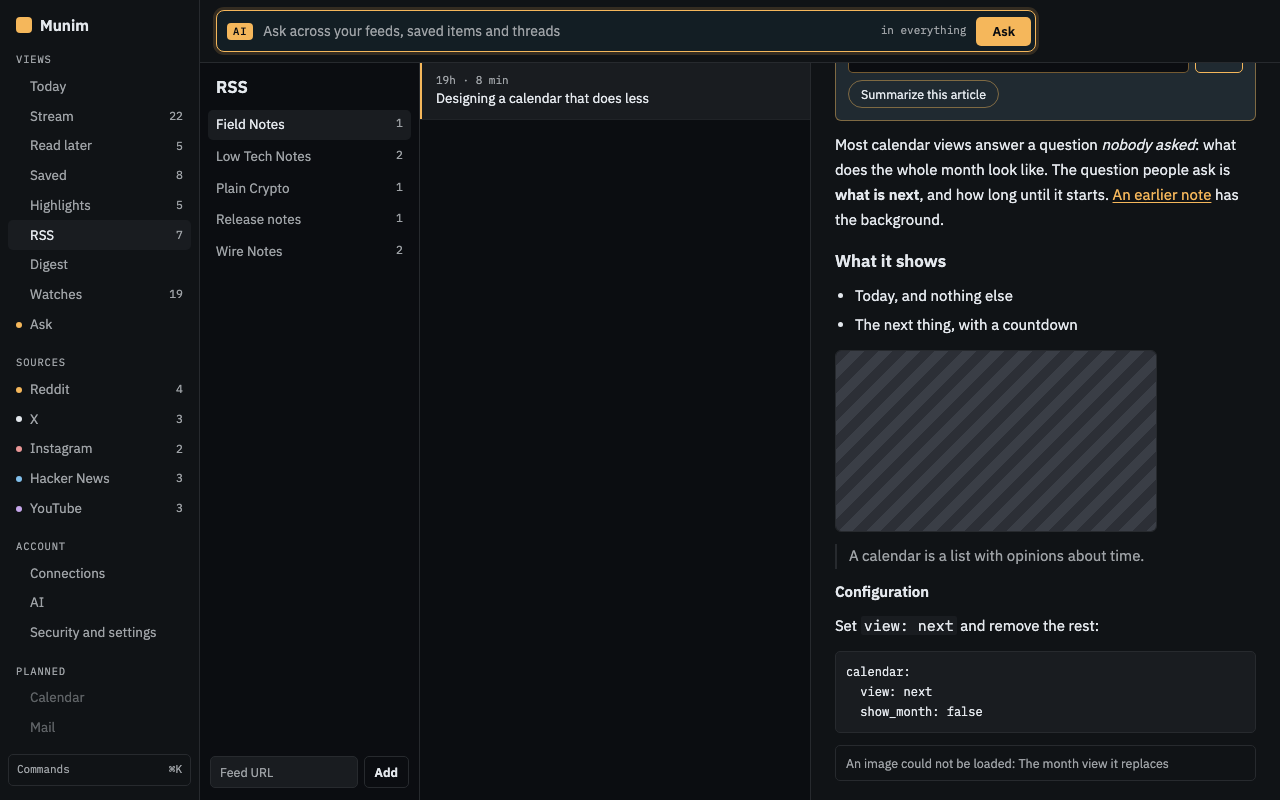 Munim
VIEWS
Today
Stream 22
Read later 5
Saved 8
Highlights 5
RSS 7
Digest
Watches 19
Ask
SOURCES
Reddit 4
X 3
Instagram 2
Hacker News 3
YouTube 3
ACCOUNT
Connections
AI
Security and settings
PLANNED
Calendar
Mail
Commands ⌘K
AI Ask across your feeds, saved items and threads in everything Ask
RSS
Field Notes 1
Low Tech Notes 2
Plain Crypto 1
Release notes 1
Wire Notes 2
Feed URL Add
19h · 8 min
Designing a calendar that does less
Summarize this article
Most calendar views answer a question nobody asked: what
does the whole month look like. The question people ask is
what is next, and how long until it starts. An earlier note has
the background.
What it shows
• Today, and nothing else
• The next thing, with a countdown
A calendar is a list with opinions about time.
Configuration
Set view: next and remove the rest:
calendar:
  view: next
  show_month: false
An image could not be loaded: The month view it replaces